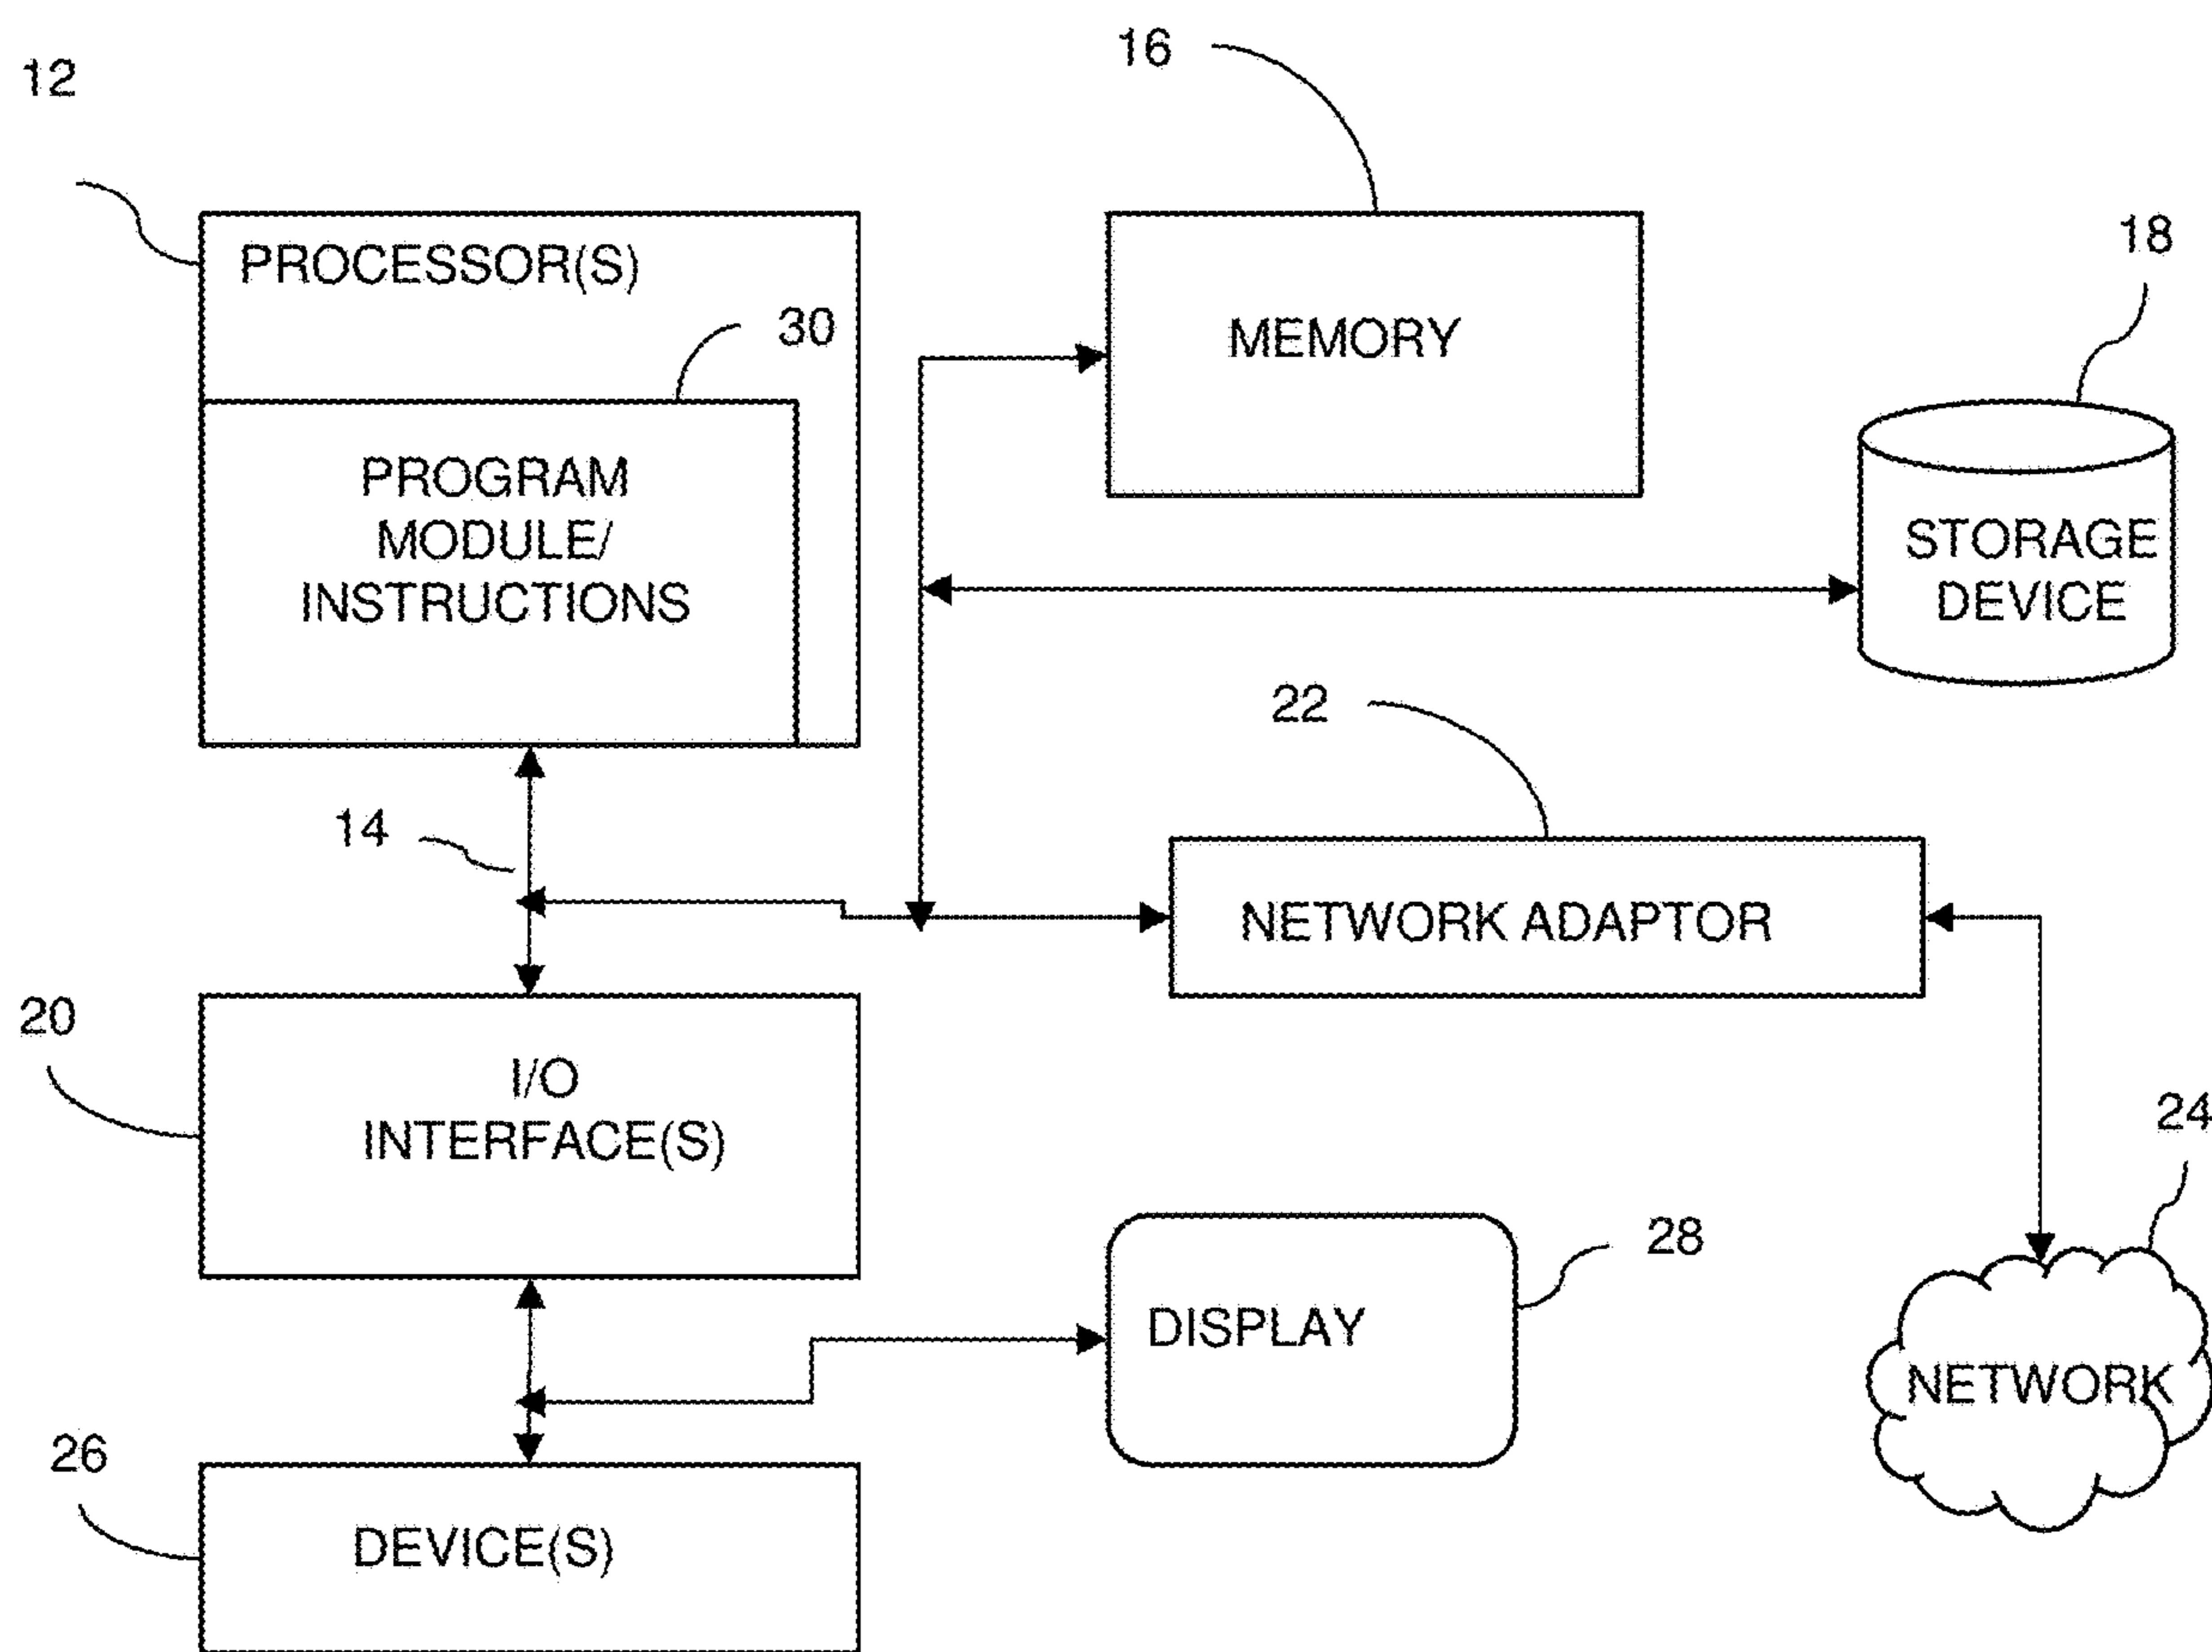 12
16
PROCESSOR(S)
18
30
MEMORY
PROGRAM
MODULE/
INSTRUCTIONS
STORAGE
DEVICE
22
14
NETWORK ADAPTOR
20
I/O
INTERFACE(S)
24
28
DISPLAY
NETWORK
26
DEVICE(S)